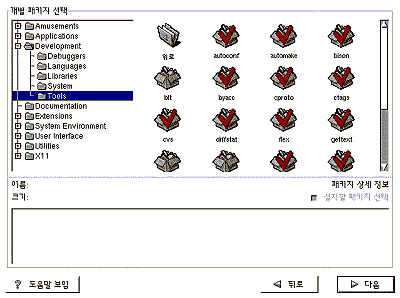 개별 패키지 선택
Amusements
Applications
Development
Debuggers
Languages
Libraries
System
Tools
Documentation
Extensions
System Environment
User Interface
Utilities
X11
위로 autoconf automake bison
blt byacc cproto ctags
cvs diffstat flex gettext
이름: 패키지 상세 정보
크기: 설치할 패키지 선택
? 도움말 보임 뒤로 다음